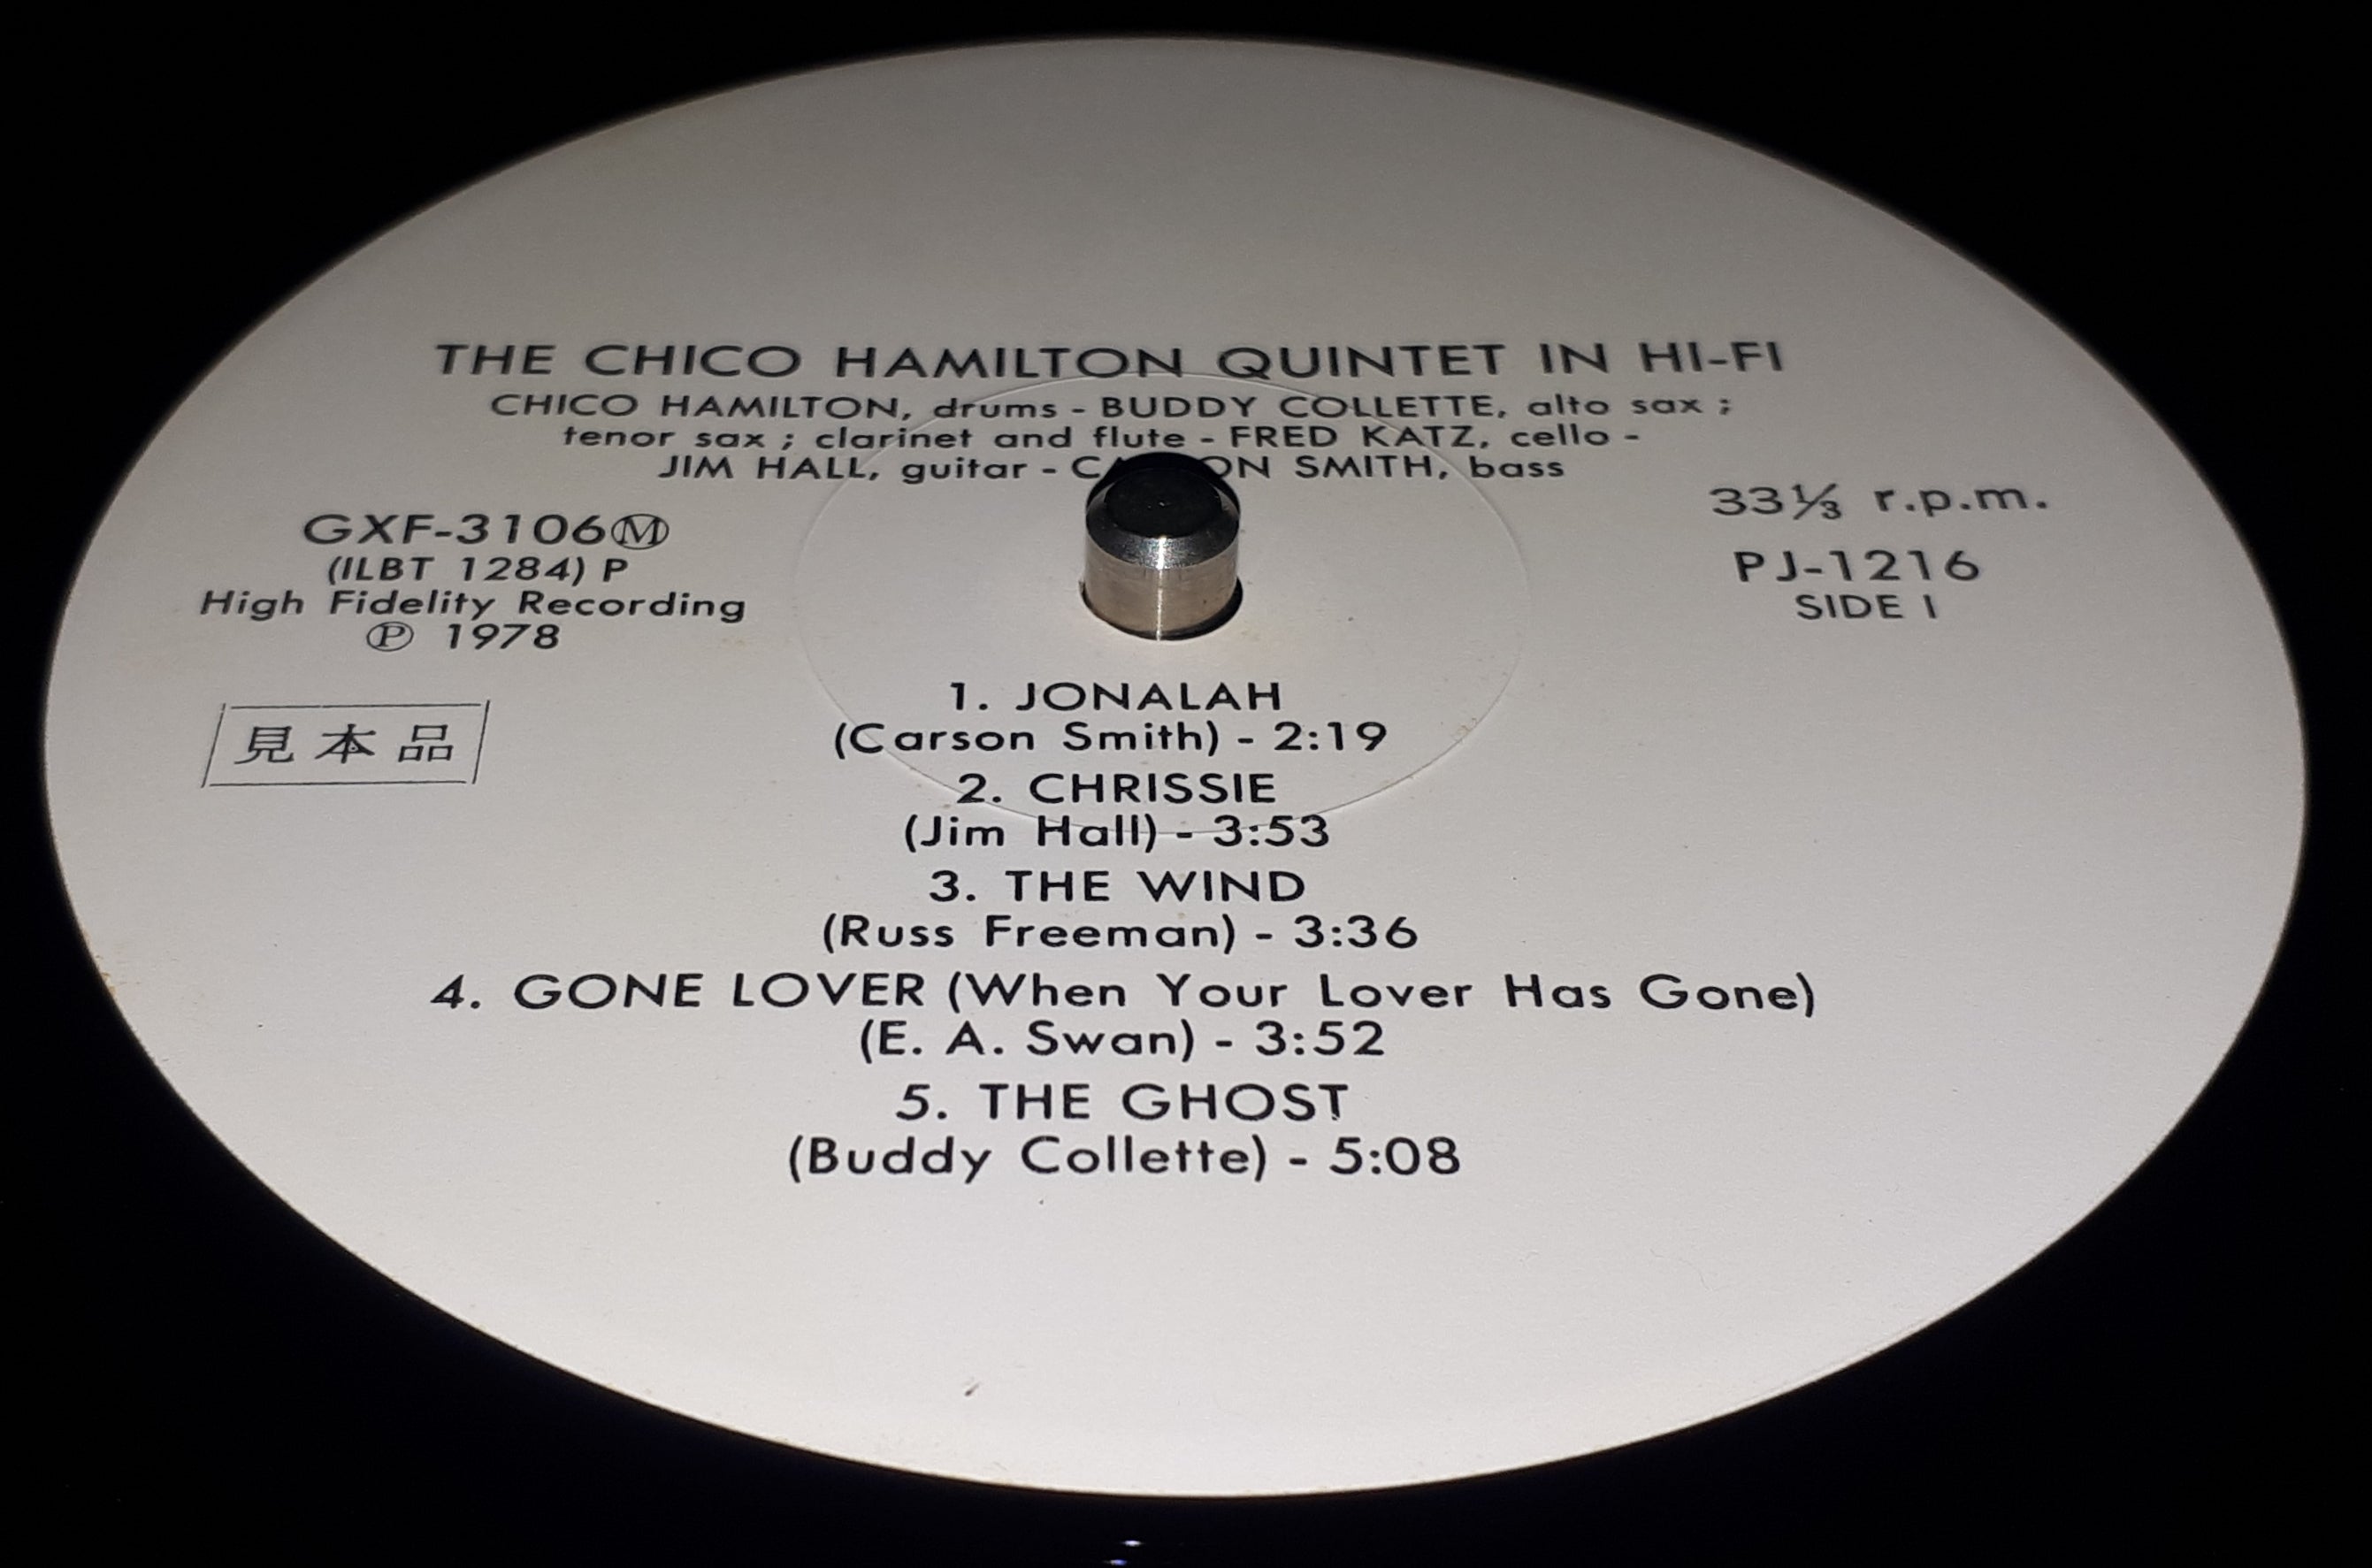 THE CHICO HAMILTON QUINTET IN HI-FI
CHICO HAMILTON, drums - BUDDY COLLETTE, alto sax ;
tenor sax ; clarinet and flute - FRED KATZ, cello -
JIM HALL, guitar - SMITH, bass
GXF-3106Ⓜ
(ILBT 1284) P
High Fidelity Recording
℗ 1978
見本品
33⅓ r.p.m.
PJ-1216
SIDE 1
1. JONALAH
(Carson Smith) - 2:19
2. CHRISSIE
(Jim Hall) - 3:53
3. THE WIND
(Russ Freeman) - 3:36
4. GONE LOVER (When Your Lover Has Gone)
(E. A. Swan) - 3:52
5. THE GHOST
(Buddy Collette) - 5:08